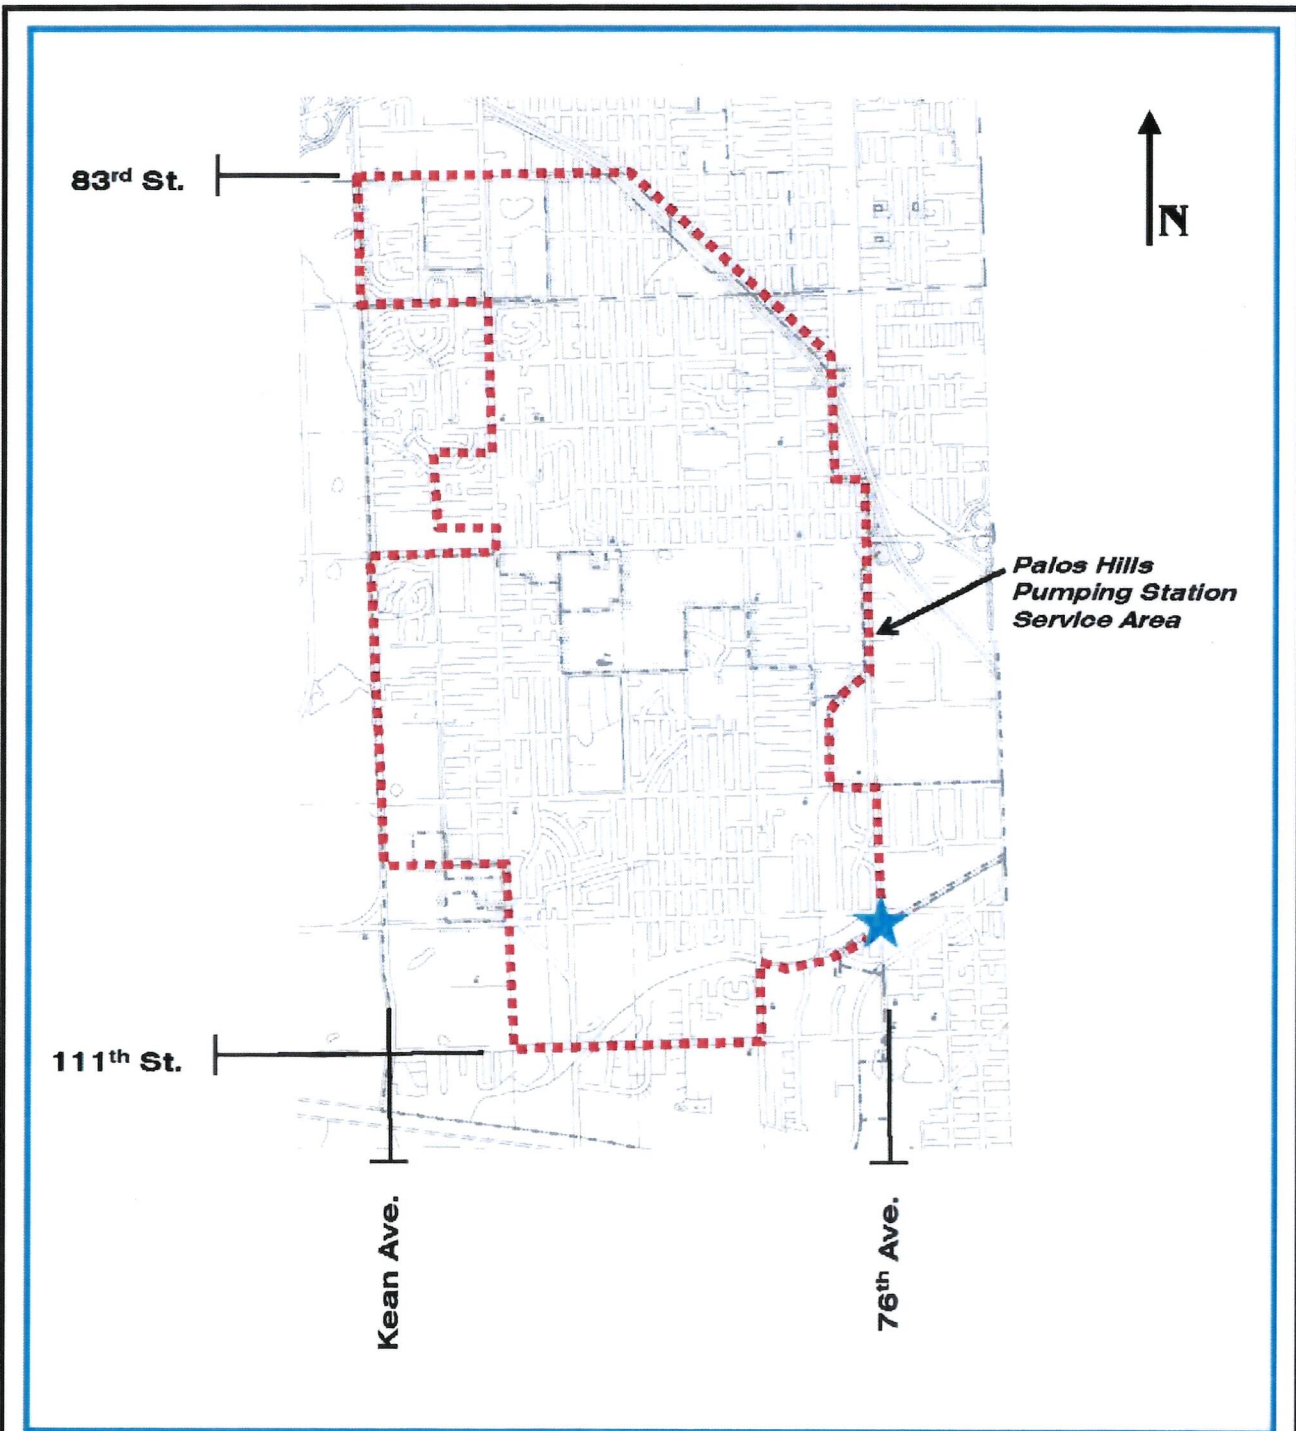 83rd St.
N
Palos Hills
Pumping Station
Service Area
111th St.
Kean Ave.
76th Ave.